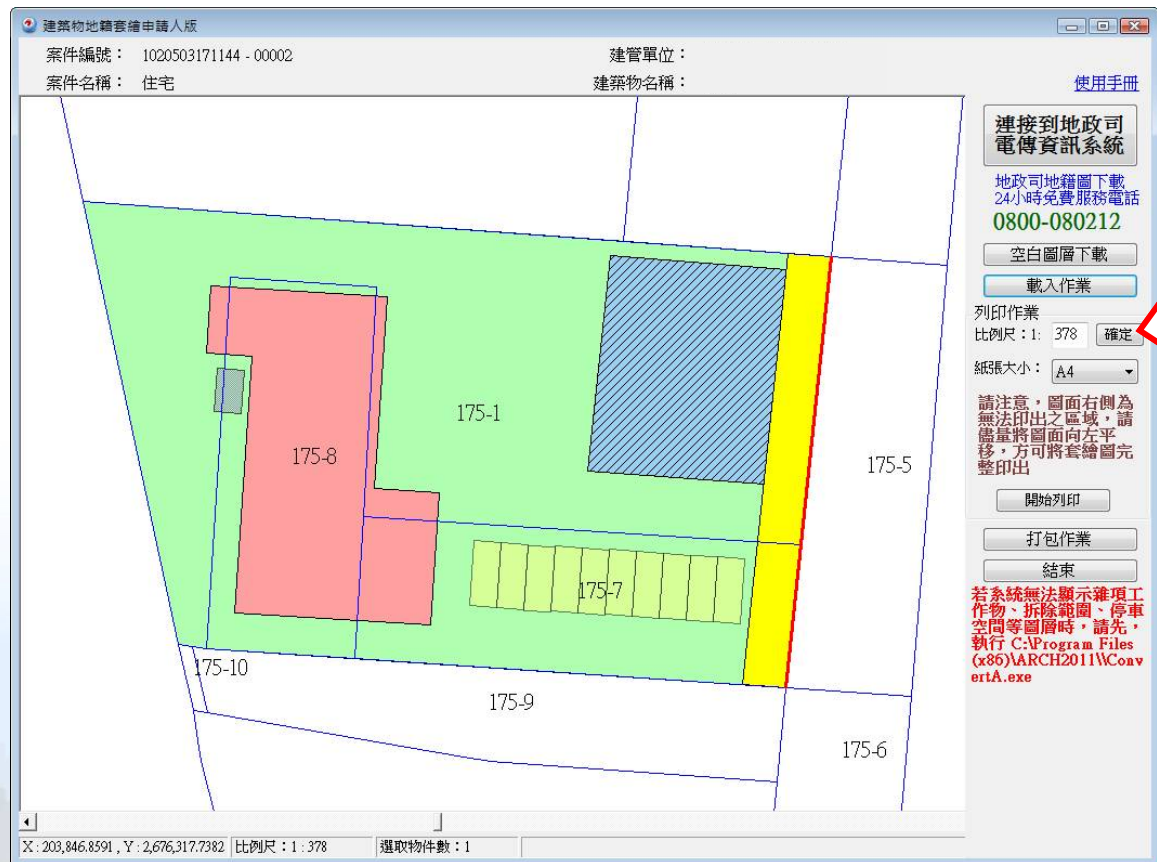 建築物地籍套繪申請人版
案件編號： 1020503171144 - 00002
建管單位：
案件名稱： 住宅
建築物名稱：
使用手冊
連接到地政司
電傳資訊系統
地政司地籍圖下載
24小時免費服務電話
0800-080212
空白圖層下載
載入作業
列印作業
比例尺：1: 378 確定
紙張大小： A4
請注意，圖面右側為
無法印出之區域，請
儘量將圖面向左平
移，方可將套繪圖完
整印出
開始列印
打包作業
結束
若系統無法顯示雜項工
作物、拆除範圍、停車
空間等圖層時，請先，
執行 C:\Program Files
(x86)\ARCH2011\\Conv
ertA.exe
175-1
175-8
175-5
175-7
175-10
175-9
175-6
X : 203,846.8591 , Y : 2,676,317.7382 比例尺：1 : 378 選取物件數：1